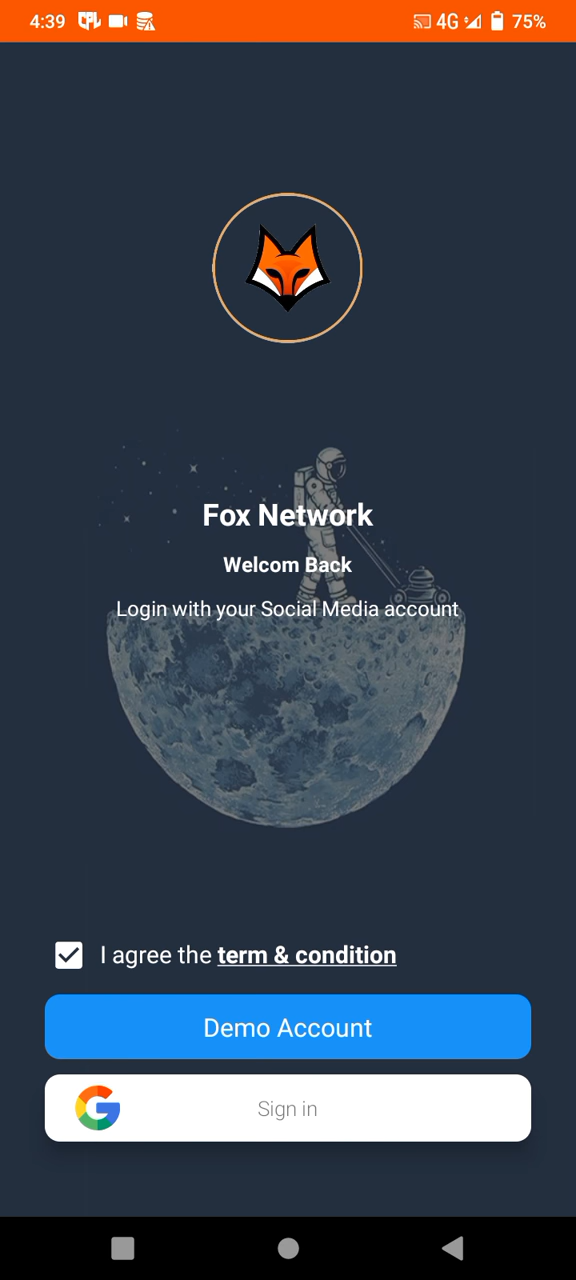 4:39 4G 75%
Fox Network
Welcom Back
Login with your Social Media account
I agree the term & condition
Demo Account
Sign in